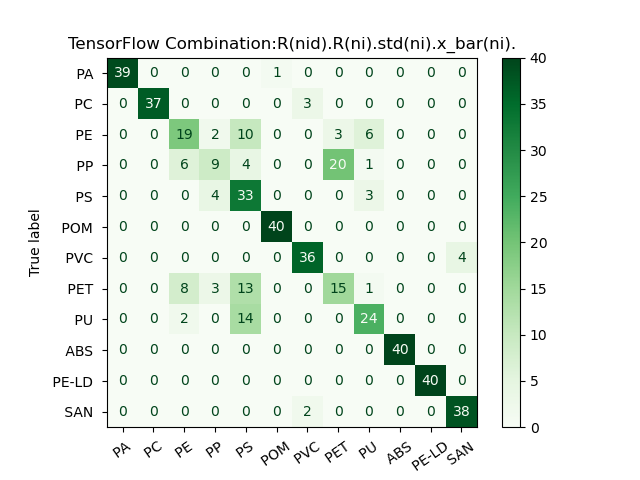 TensorFlow Combination:R(nid).R(ni).std(ni).x_bar(ni).
PA 39 0 0 0 0 1 0 0 0 0 0 0
PC 0 37 0 0 0 0 3 0 0 0 0 0
PE 0 0 19 2 10 0 0 3 6 0 0 0
PP 0 0 6 9 4 0 0 20 1 0 0 0
PS 0 0 0 4 33 0 0 0 3 0 0 0
POM 0 0 0 0 0 40 0 0 0 0 0 0
PVC 0 0 0 0 0 0 36 0 0 0 0 4
PET 0 0 8 3 13 0 0 15 1 0 0 0
PU 0 0 2 0 14 0 0 0 24 0 0 0
ABS 0 0 0 0 0 0 0 0 0 40 0 0
PE-LD 0 0 0 0 0 0 0 0 0 0 40 0
SAN 0 0 0 0 0 0 2 0 0 0 0 38
PA PC PE PP PS POM PVC PET PU ABS PE-LD SAN
True label
40
35
30
25
20
15
10
5
0